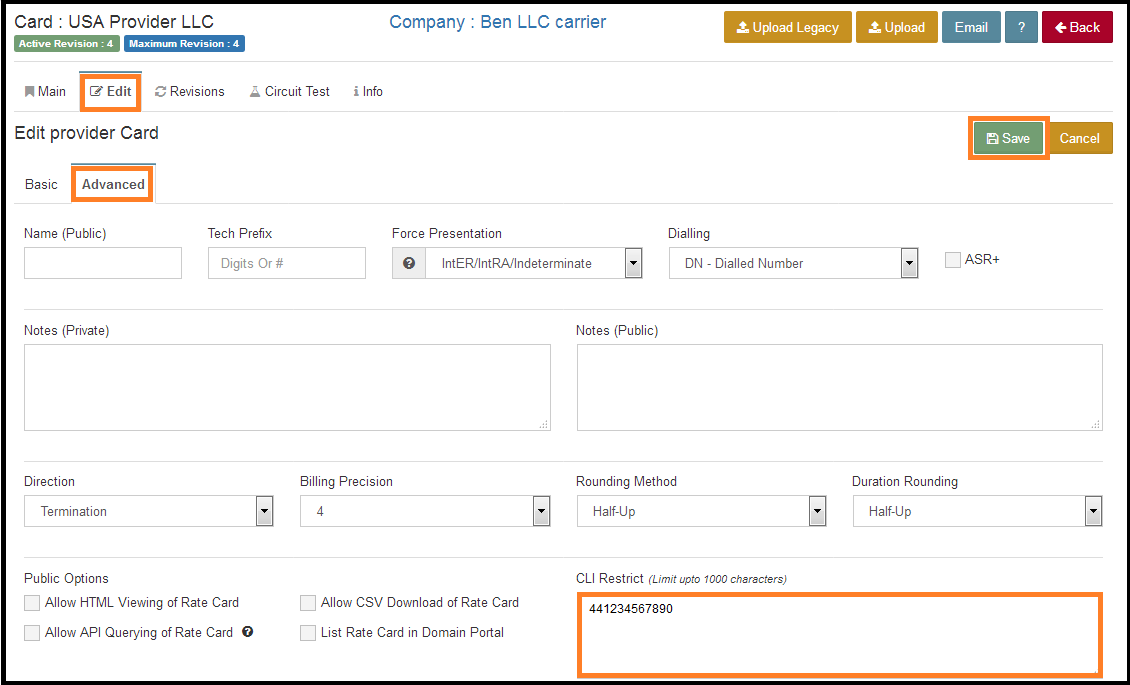 Card : USA Provider LLC
Company : Ben LLC carrier
Upload Legacy
Upload
Email
?
Back
Active Revision : 4
Maximum Revision : 4
Main
Edit
Revisions
Circuit Test
Info
Edit provider Card
Save
Cancel
Basic
Advanced
Name (Public)
Tech Prefix
Force Presentation
Dialling
Digits Or #
IntER/IntRA/Indeterminate
DN - Dialled Number
ASR+
Notes (Private)
Notes (Public)
Direction
Billing Precision
Rounding Method
Duration Rounding
Termination
4
Half-Up
Half-Up
Public Options
CLI Restrict (Limit upto 1000 characters)
Allow HTML Viewing of Rate Card
Allow CSV Download of Rate Card
441234567890
Allow API Querying of Rate Card
List Rate Card in Domain Portal